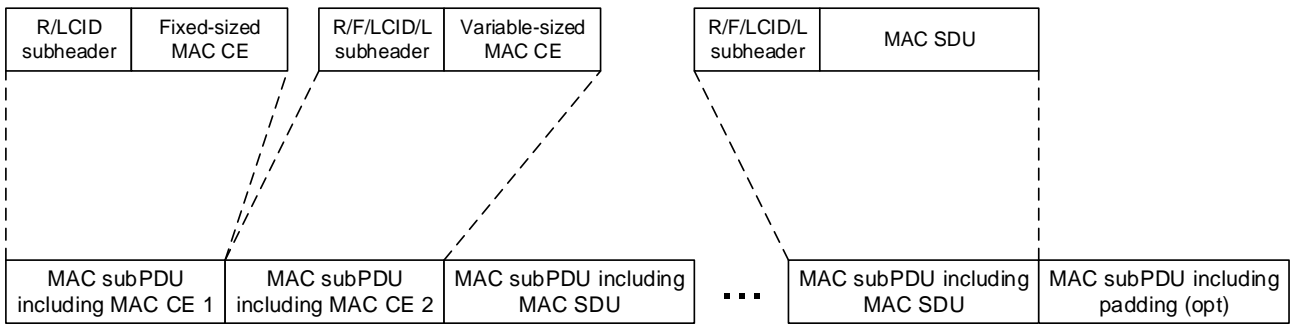 R/LCID
subheader
Fixed-sized
MAC CE
R/F/LCID/L
subheader
Variable-sized
MAC CE
R/F/LCID/L
subheader
MAC SDU
MAC subPDU
including MAC CE 1
MAC subPDU
including MAC CE 2
MAC subPDU including
MAC SDU
...
MAC subPDU including
MAC SDU
MAC subPDU including
padding (opt)